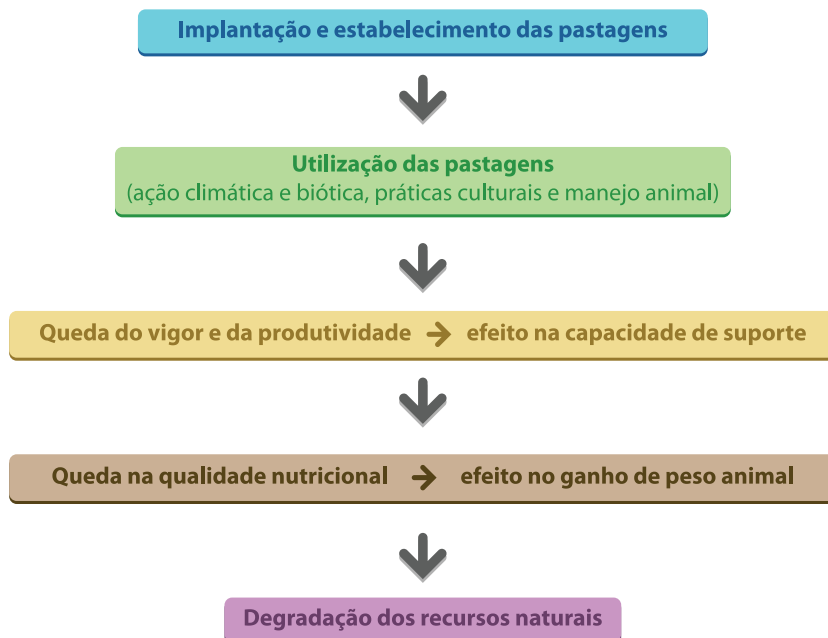 Implantação e estabelecimento das pastagens
Utilização das pastagens
(ação climática e biótica, práticas culturais e manejo animal)
Queda do vigor e da produtividade → efeito na capacidade de suporte
Queda na qualidade nutricional → efeito no ganho de peso animal
Degradação dos recursos naturais